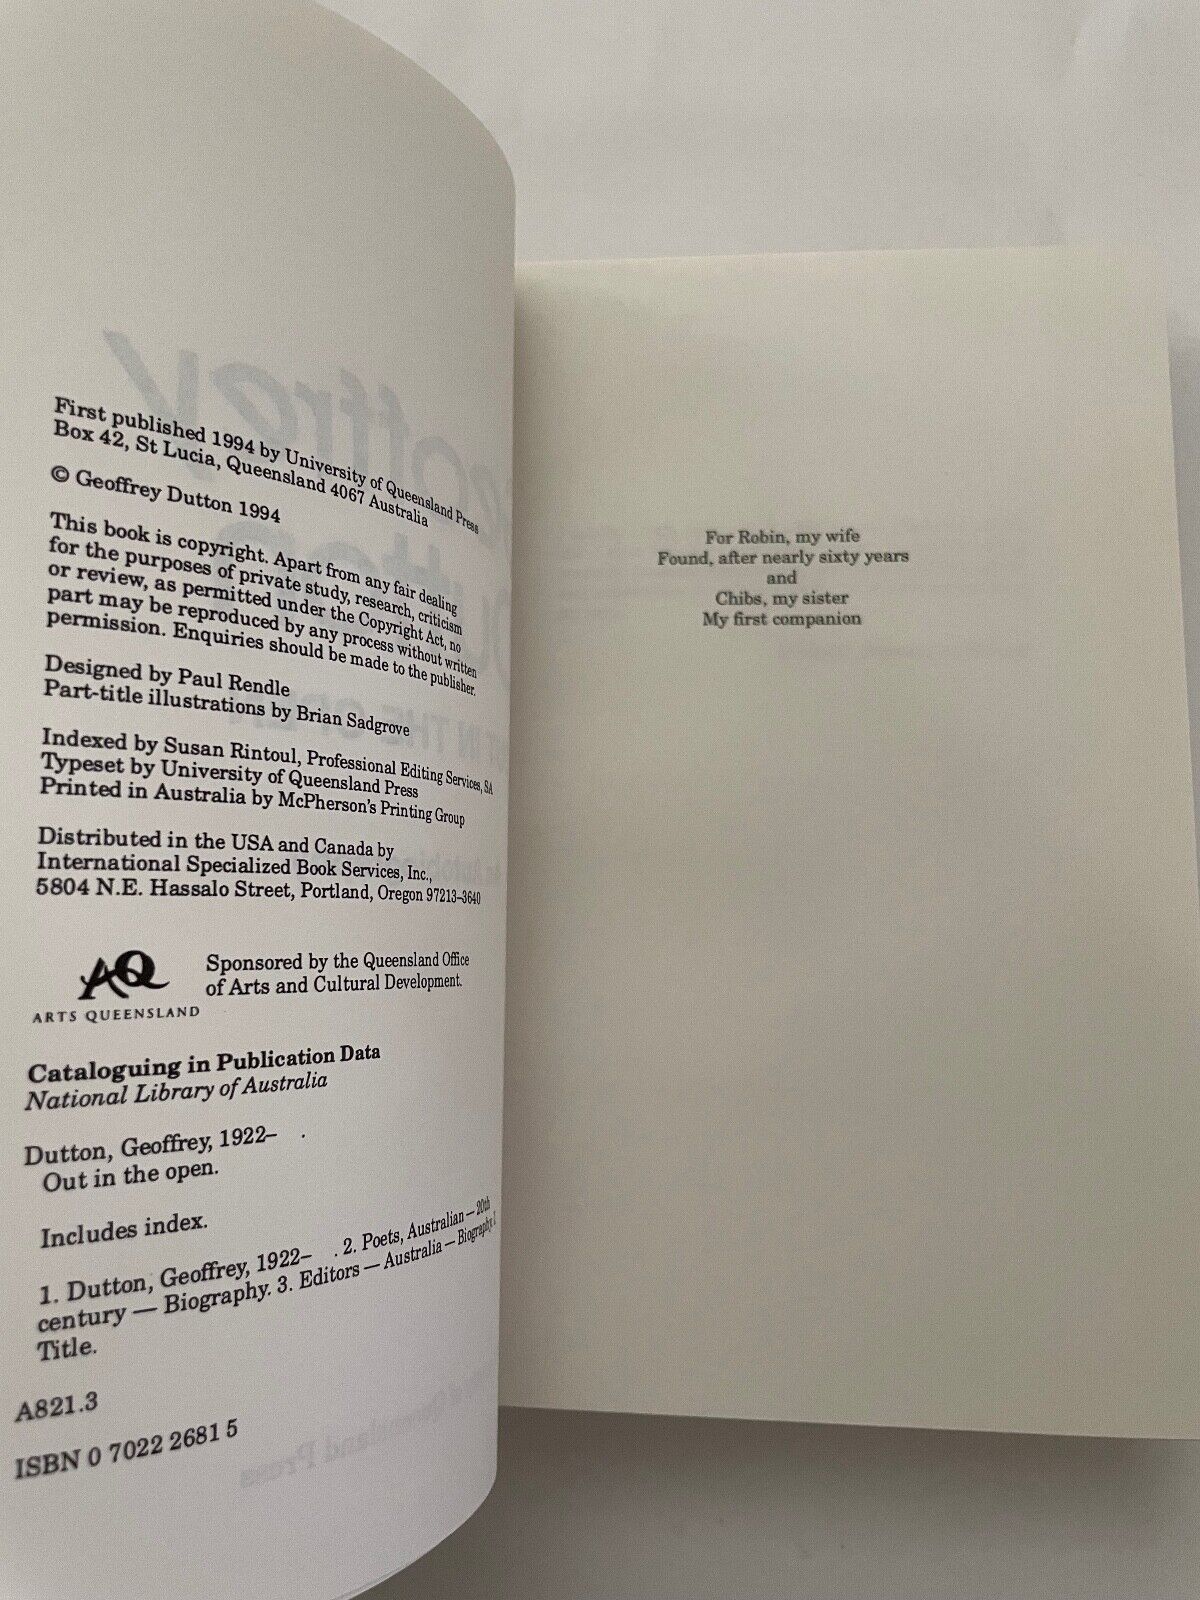 First published 1994 by University of Queensland Press
Box 42, St Lucia, Queensland 4067 Australia
© Geoffrey Dutton 1994
This book is copyright. Apart from any fair dealing
for the purposes of private study, research, criticism
or review, as permitted under the Copyright Act, no
part may be reproduced by any process without written
permission. Enquiries should be made to the publisher.
Designed by Paul Rendle
Part-title illustrations by Brian Sadgrove
Indexed by Susan Rintoul, Professional Editing Services, SA
Typeset by University of Queensland Press
Printed in Australia by McPherson's Printing Group
Distributed in the USA and Canada by
International Specialized Book Services, Inc.,
5804 N.E. Hassalo Street, Portland, Oregon 97213–3640
AQ
ARTS QUEENSLAND
Sponsored by the Queensland Office
of Arts and Cultural Development.
Cataloguing in Publication Data
National Library of Australia
Dutton, Geoffrey, 1922– .
Out in the open.
Includes index.
1. Dutton, Geoffrey, 1922– . 2. Poets, Australian — 20th
century — Biography. 3. Editors — Australia — Biography. I.
Title.
A821.3
ISBN 0 7022 2681 5
For Robin, my wife
Found, after nearly sixty years
and
Chibs, my sister
My first companion